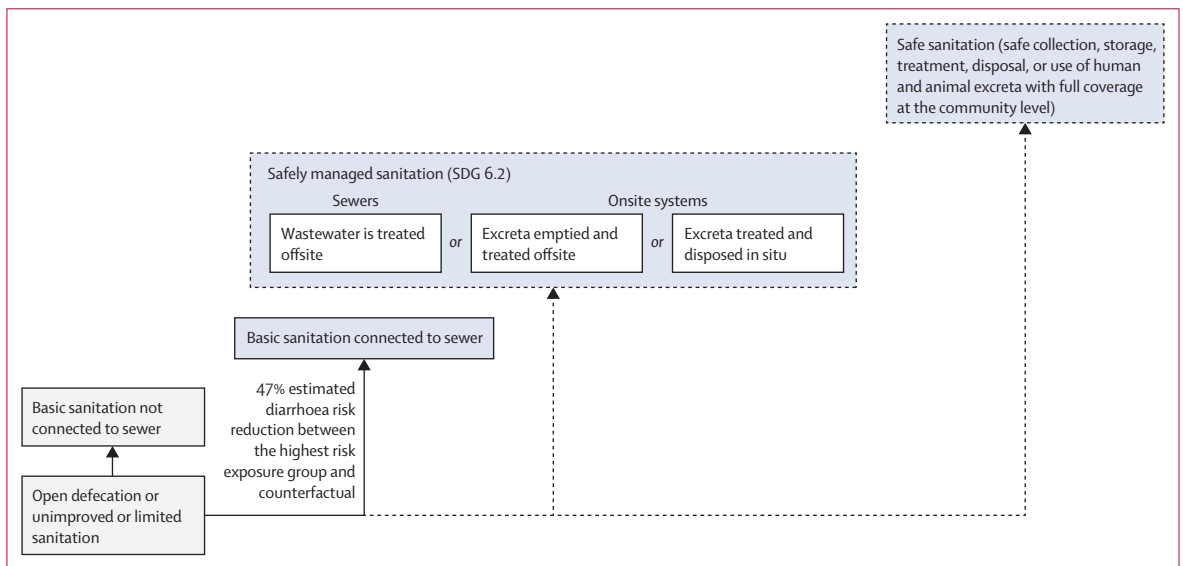 Safe sanitation (safe collection, storage,
treatment, disposal, or use of human
and animal excreta with full coverage
at the community level)
Safely managed sanitation (SDG 6.2)
Sewers
Onsite systems
Wastewater is treated
offsite
or
Excreta emptied and
treated offsite
or
Excreta treated and
disposed in situ
Basic sanitation connected to sewer
47% estimated
diarrhoea risk
reduction between
the highest risk
exposure group and
counterfactual
Basic sanitation not
connected to sewer
Open defecation or
unimproved or limited
sanitation